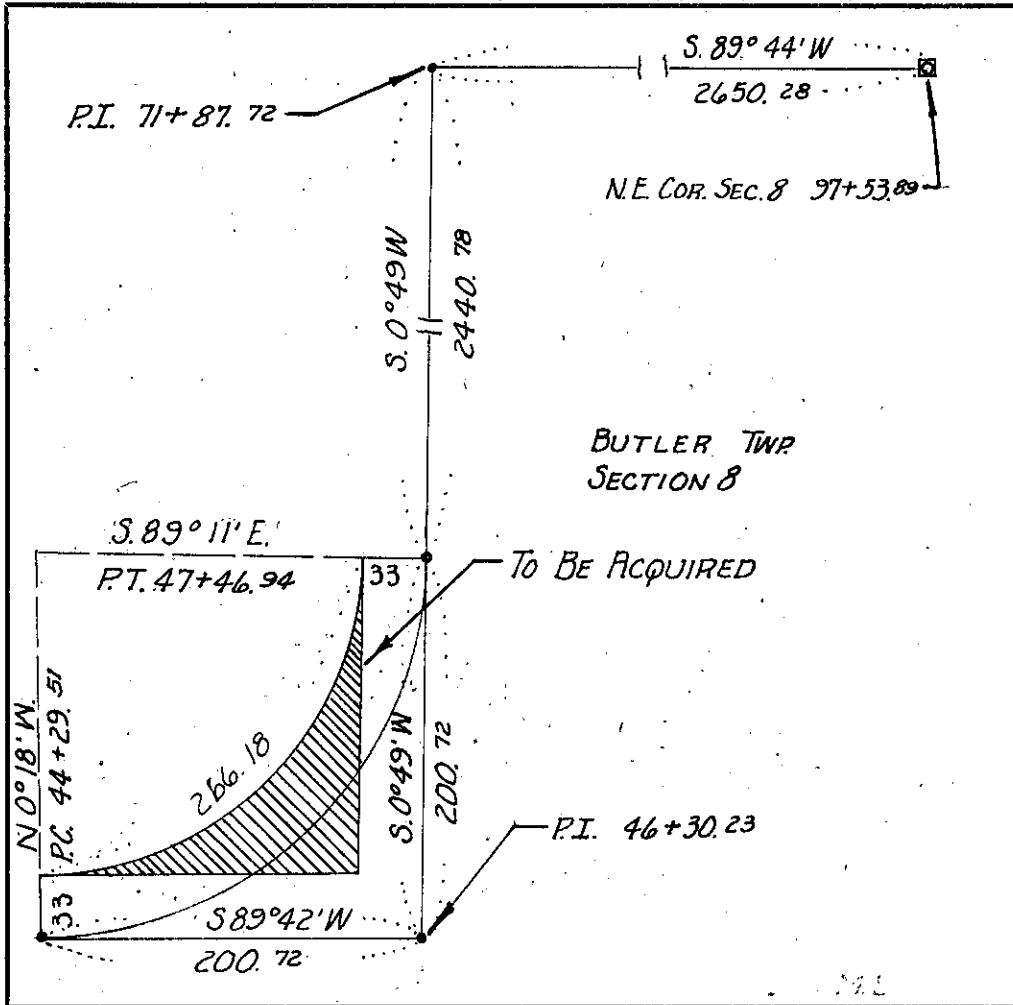 S. 89° 44' W
2650. 28
P.I. 71+87. 72
N.E. COR. SEC. 8 97+53.89
S. 0° 49 W
2440. 78
BUTLER TWP.
SECTION 8
S. 89° 11' E.
P.T. 47+46. 94
33
TO BE ACQUIRED
N 0° 18' W.
P.C. 44+29. 51
266. 18
S. 0° 49' W
200. 72
P.I. 46+30. 23
33
S 89° 42' W
200. 72